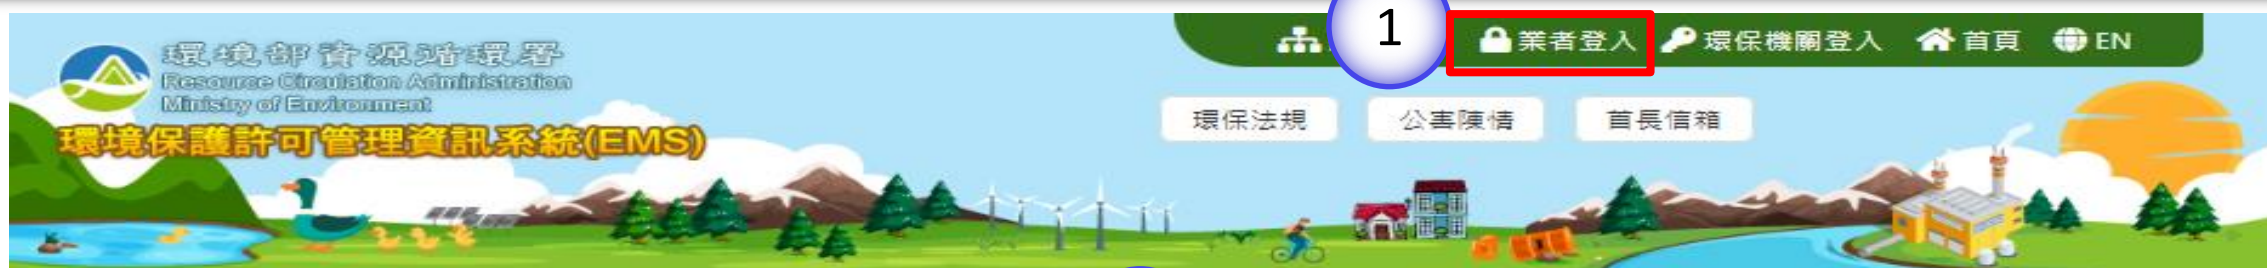 1
業者登入 環保機關登入 首頁 EN
環境部資源循環署
Resource Circulation Administration
Ministry of Environment
環保法規 公害陳情 首長信箱
環境保護許可管理資訊系統(EMS)